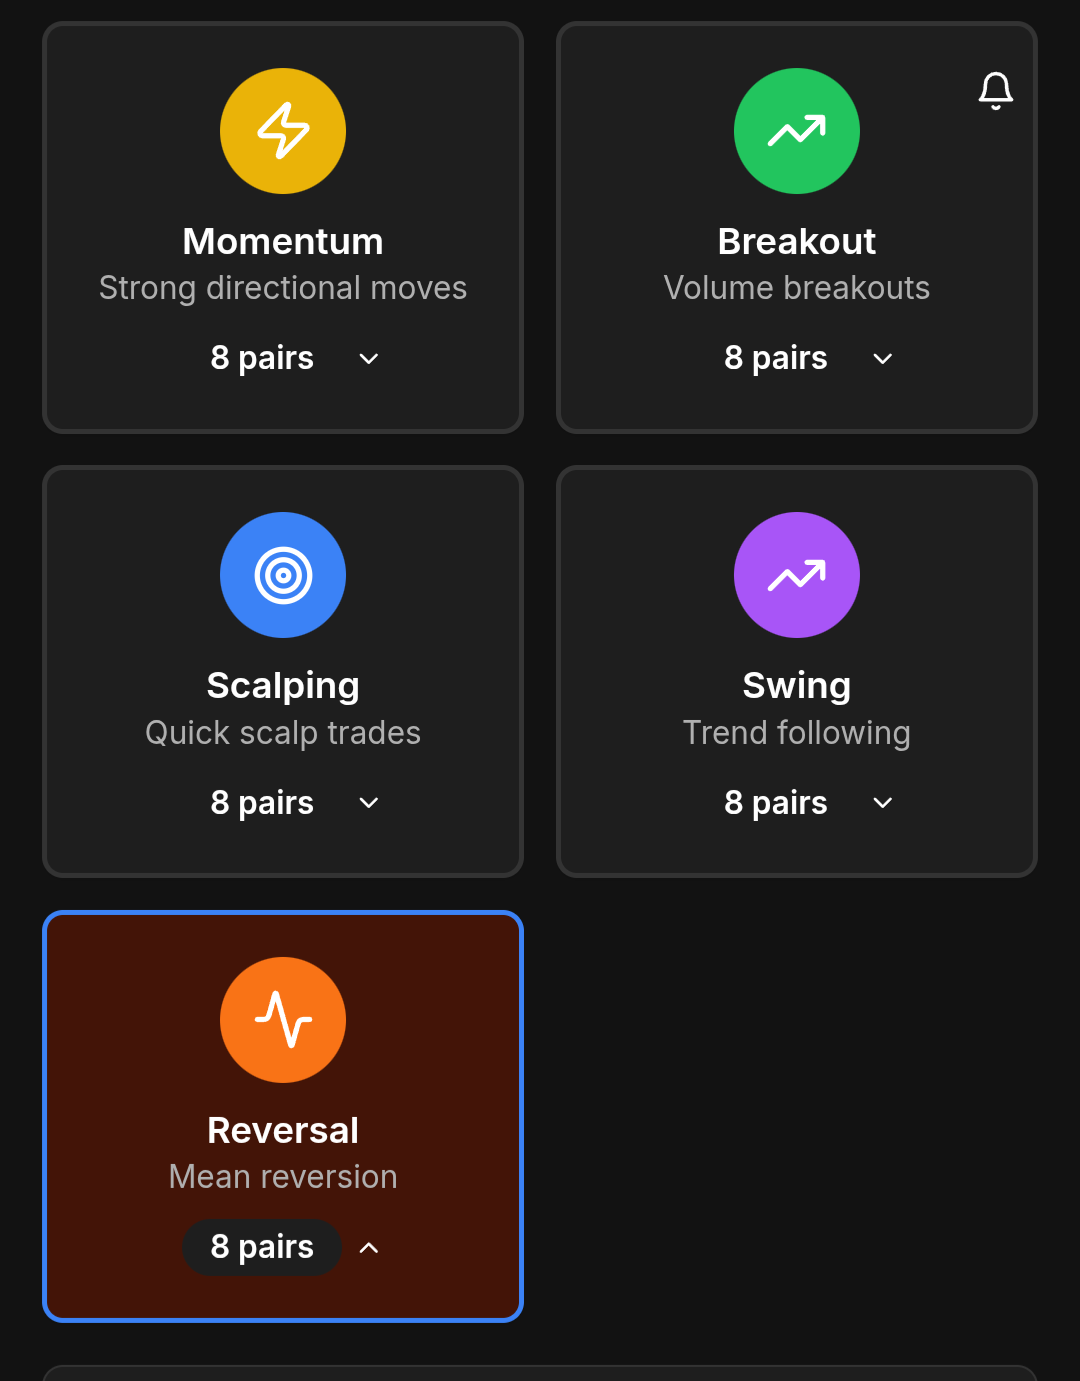 Momentum
Strong directional moves
8 pairs
Breakout
Volume breakouts
8 pairs
Scalping
Quick scalp trades
8 pairs
Swing
Trend following
8 pairs
Reversal
Mean reversion
8 pairs